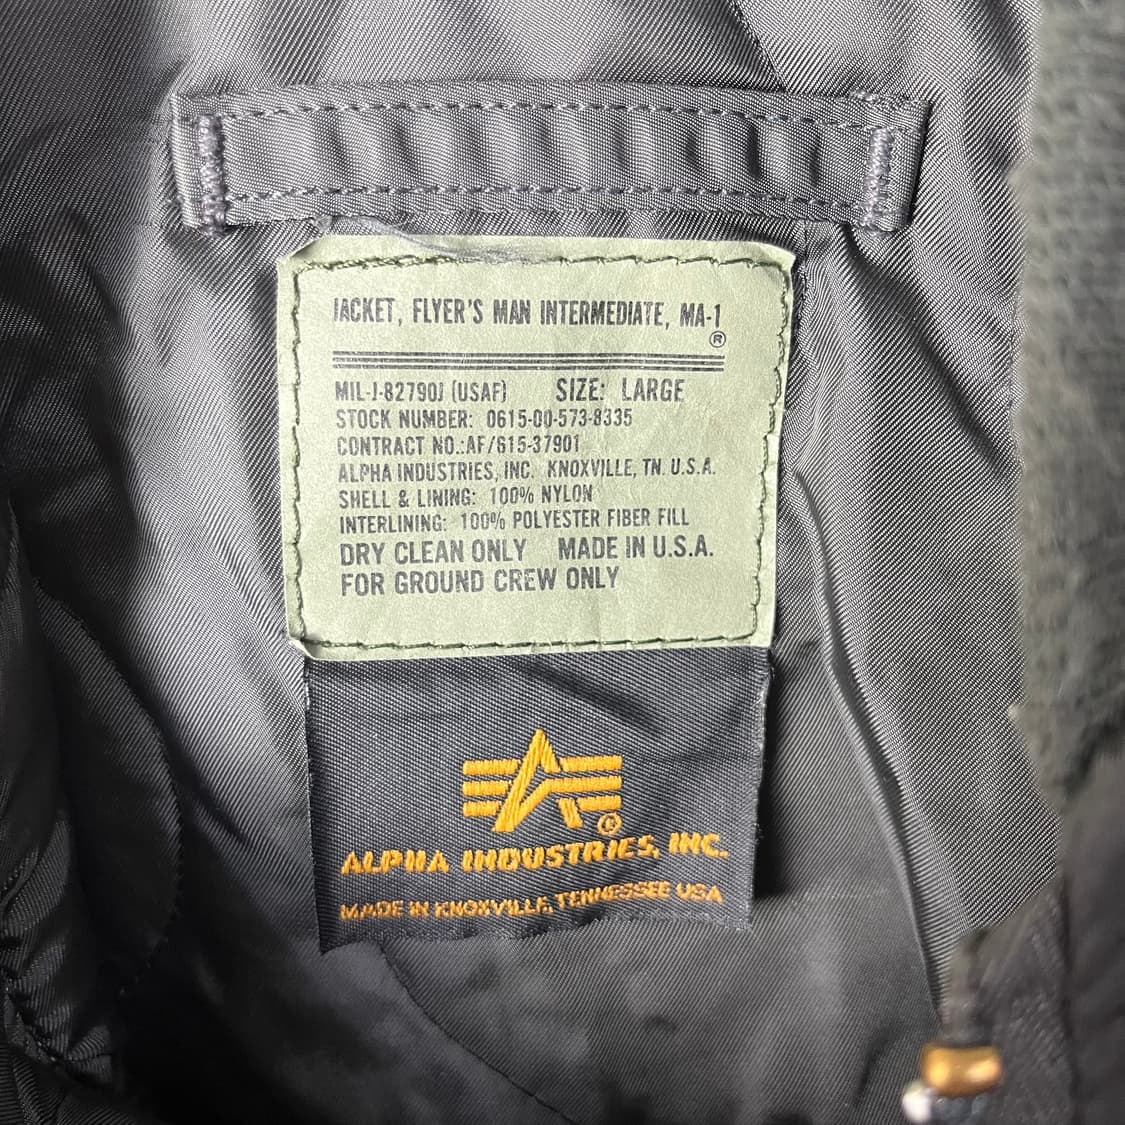 JACKET, FLYER'S MAN INTERMEDIATE, MA-1
®
MIL-J-82790J (USAF) SIZE: LARGE
STOCK NUMBER: 0615-00-573-8335
CONTRACT NO.:AF/615-37901
ALPHA INDUSTRIES, INC. KNOXVILLE, TN. U.S.A.
SHELL & LINING: 100% NYLON
INTERLINING: 100% POLYESTER FIBER FILL
DRY CLEAN ONLY MADE IN U.S.A.
FOR GROUND CREW ONLY
©
ALPHA INDUSTRIES, INC.
MADE IN KNOXVILLE, TENNESSEE USA